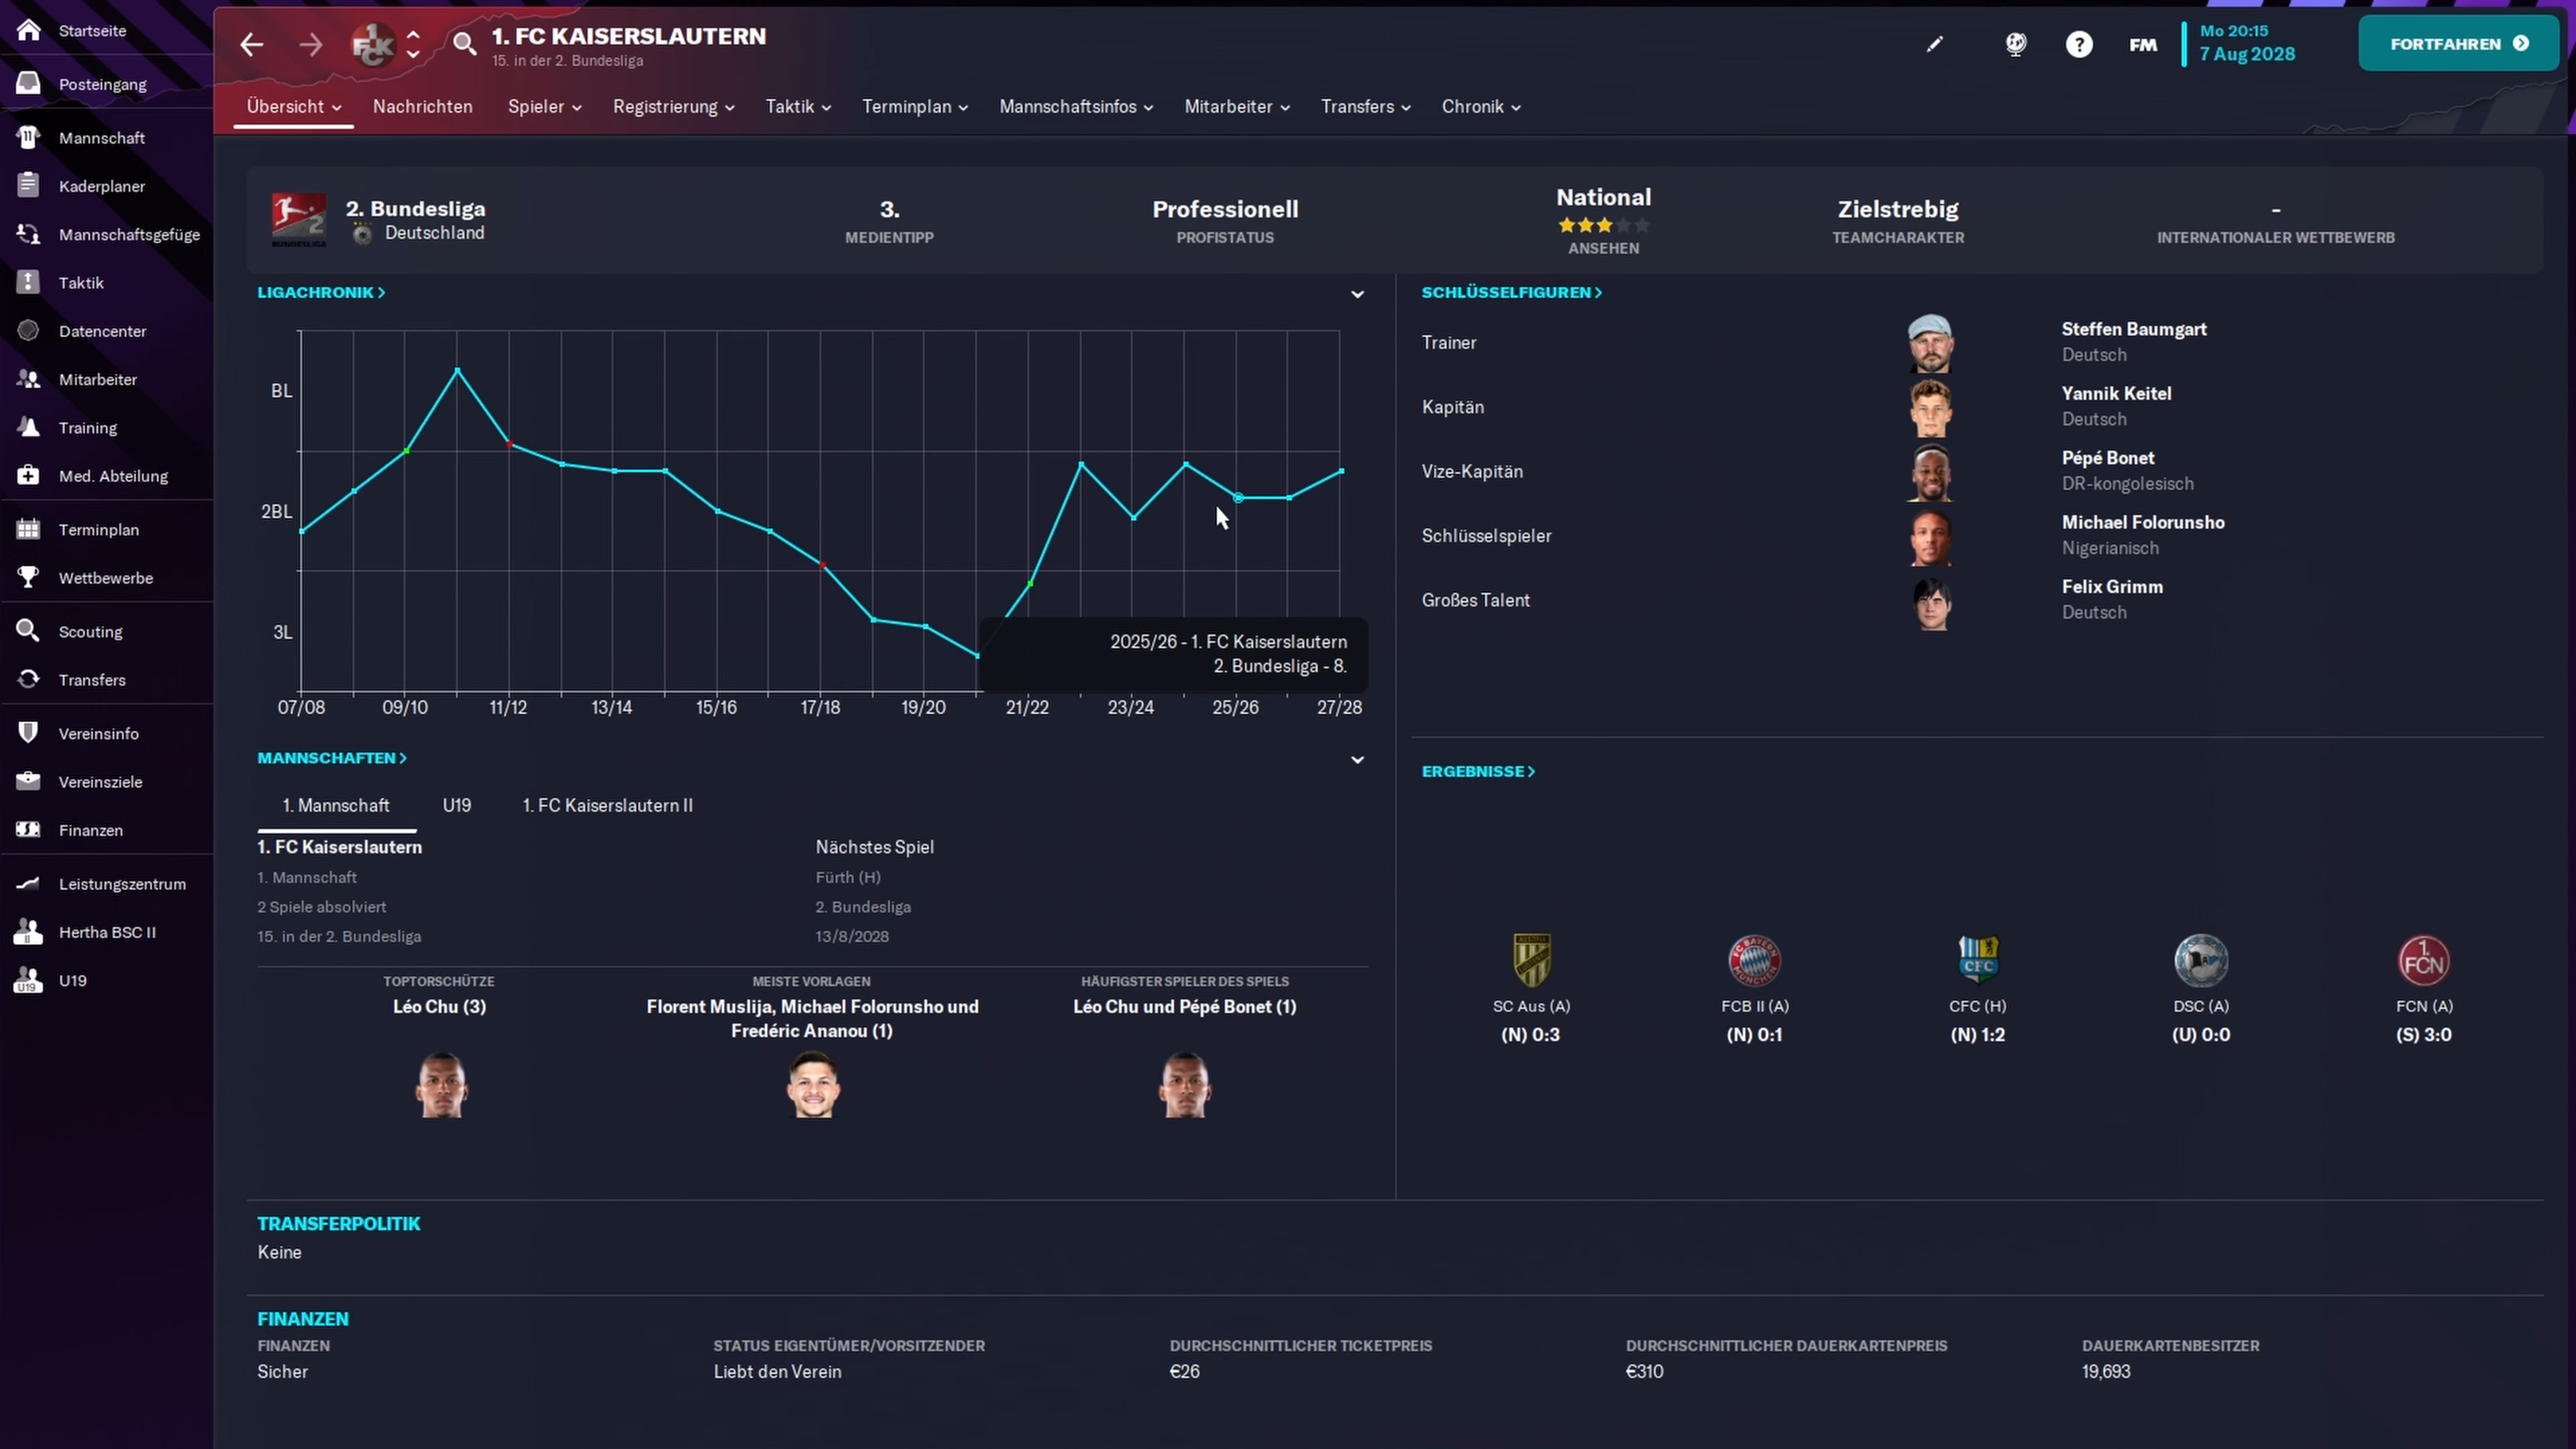 Startseite
Posteingang
Mannschaft
Kaderplaner
Mannschaftsgefüge
Taktik
Datencenter
Mitarbeiter
Training
Med. Abteilung
Terminplan
Wettbewerbe
Scouting
Transfers
Vereinsinfo
Vereinsziele
Finanzen
Leistungszentrum
Hertha BSC II
U19
1. FC KAISERSLAUTERN
15. in der 2. Bundesliga
FM
Mo 20:15
7 Aug 2028
FORTFAHREN
Übersicht Nachrichten Spieler Registrierung Taktik Terminplan Mannschaftsinfos Mitarbeiter Transfers Chronik
2. Bundesliga
Deutschland
3.
MEDIENTIPP
Professionell
PROFISTATUS
National
ANSEHEN
Zielstrebig
TEAMCHARAKTER
-
INTERNATIONALER WETTBEWERB
LIGACHRONIK
BL
2BL
3L
2025/26 - 1. FC Kaiserslautern
2. Bundesliga - 8.
07/08 09/10 11/12 13/14 15/16 17/18 19/20 21/22 23/24 25/26 27/28
SCHLÜSSELFIGUREN
Trainer
Steffen Baumgart
Deutsch
Kapitän
Yannik Keitel
Deutsch
Vize-Kapitän
Pépé Bonet
DR-kongolesisch
Schlüsselspieler
Michael Folorunsho
Nigerianisch
Großes Talent
Felix Grimm
Deutsch
MANNSCHAFTEN
1. Mannschaft U19 1. FC Kaiserslautern II
1. FC Kaiserslautern
1. Mannschaft
2 Spiele absolviert
15. in der 2. Bundesliga
Nächstes Spiel
Fürth (H)
2. Bundesliga
13/8/2028
TOPTORSCHÜTZE
Léo Chu (3)
MEISTE VORLAGEN
Florent Muslija, Michael Folorunsho und
Fredéric Ananou (1)
HÄUFIGSTER SPIELER DES SPIELS
Léo Chu und Pépé Bonet (1)
ERGEBNISSE
SC Aus (A)
(N) 0:3
FCB II (A)
(N) 0:1
CFC (H)
(N) 1:2
DSC (A)
(U) 0:0
FCN (A)
(S) 3:0
TRANSFERPOLITIK
Keine
FINANZEN
FINANZEN
Sicher
STATUS EIGENTÜMER/VORSITZENDER
Liebt den Verein
DURCHSCHNITTLICHER TICKETPREIS
€26
DURCHSCHNITTLICHER DAUERKARTENPREIS
€310
DAUERKARTENBESITZER
19,693